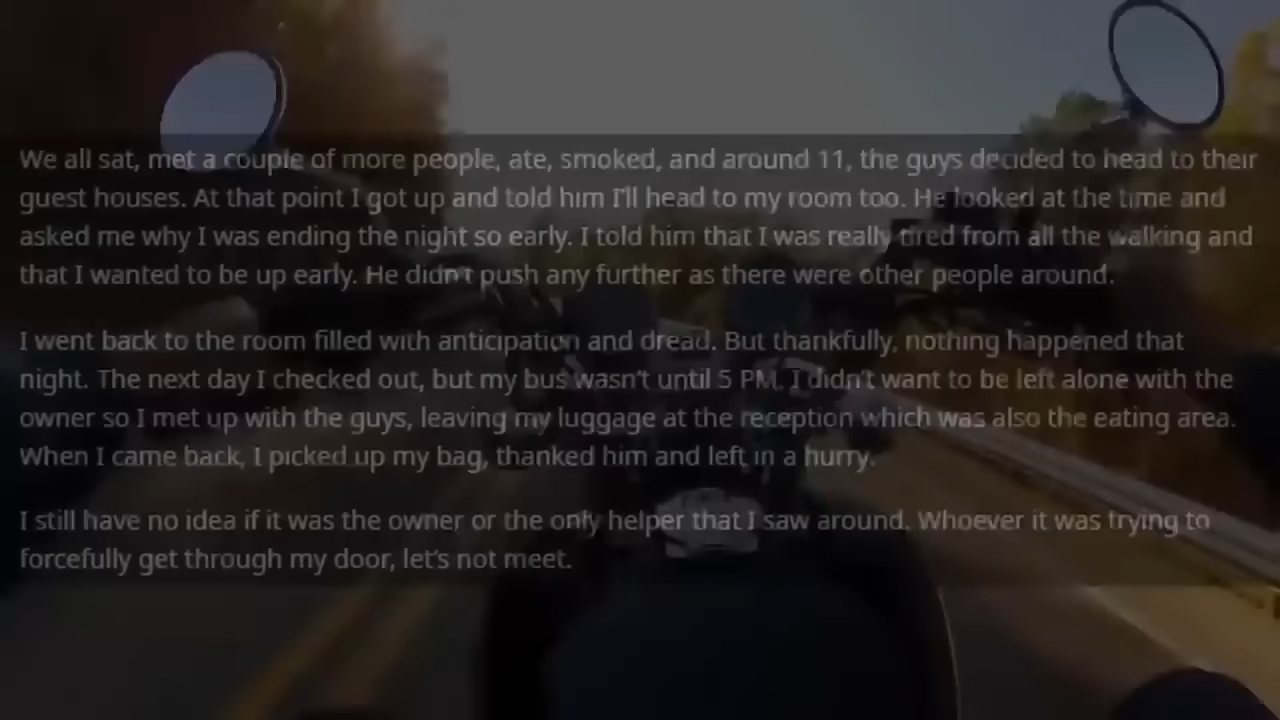 We all sat, met a couple of more people, ate, smoked, and around 11, the guys decided to head to their
guest houses. At that point I got up and told him I'll head to my room too. He looked at the time and
asked me why I was ending the night so early. I told him that I was really tired from all the walking and
that I wanted to be up early. He didn't push any further as there were other people around.
I went back to the room filled with anticipation and dread. But thankfully, nothing happened that
night. The next day I checked out, but my bus wasn't until 5 PM. I didn't want to be left alone with the
owner so I met up with the guys, leaving my luggage at the reception which was also the eating area.
When I came back, I picked up my bag, thanked him and left in a hurry.
I still have no idea if it was the owner or the only helper that I saw around. Whoever it was trying to
forcefully get through my door, let's not meet.